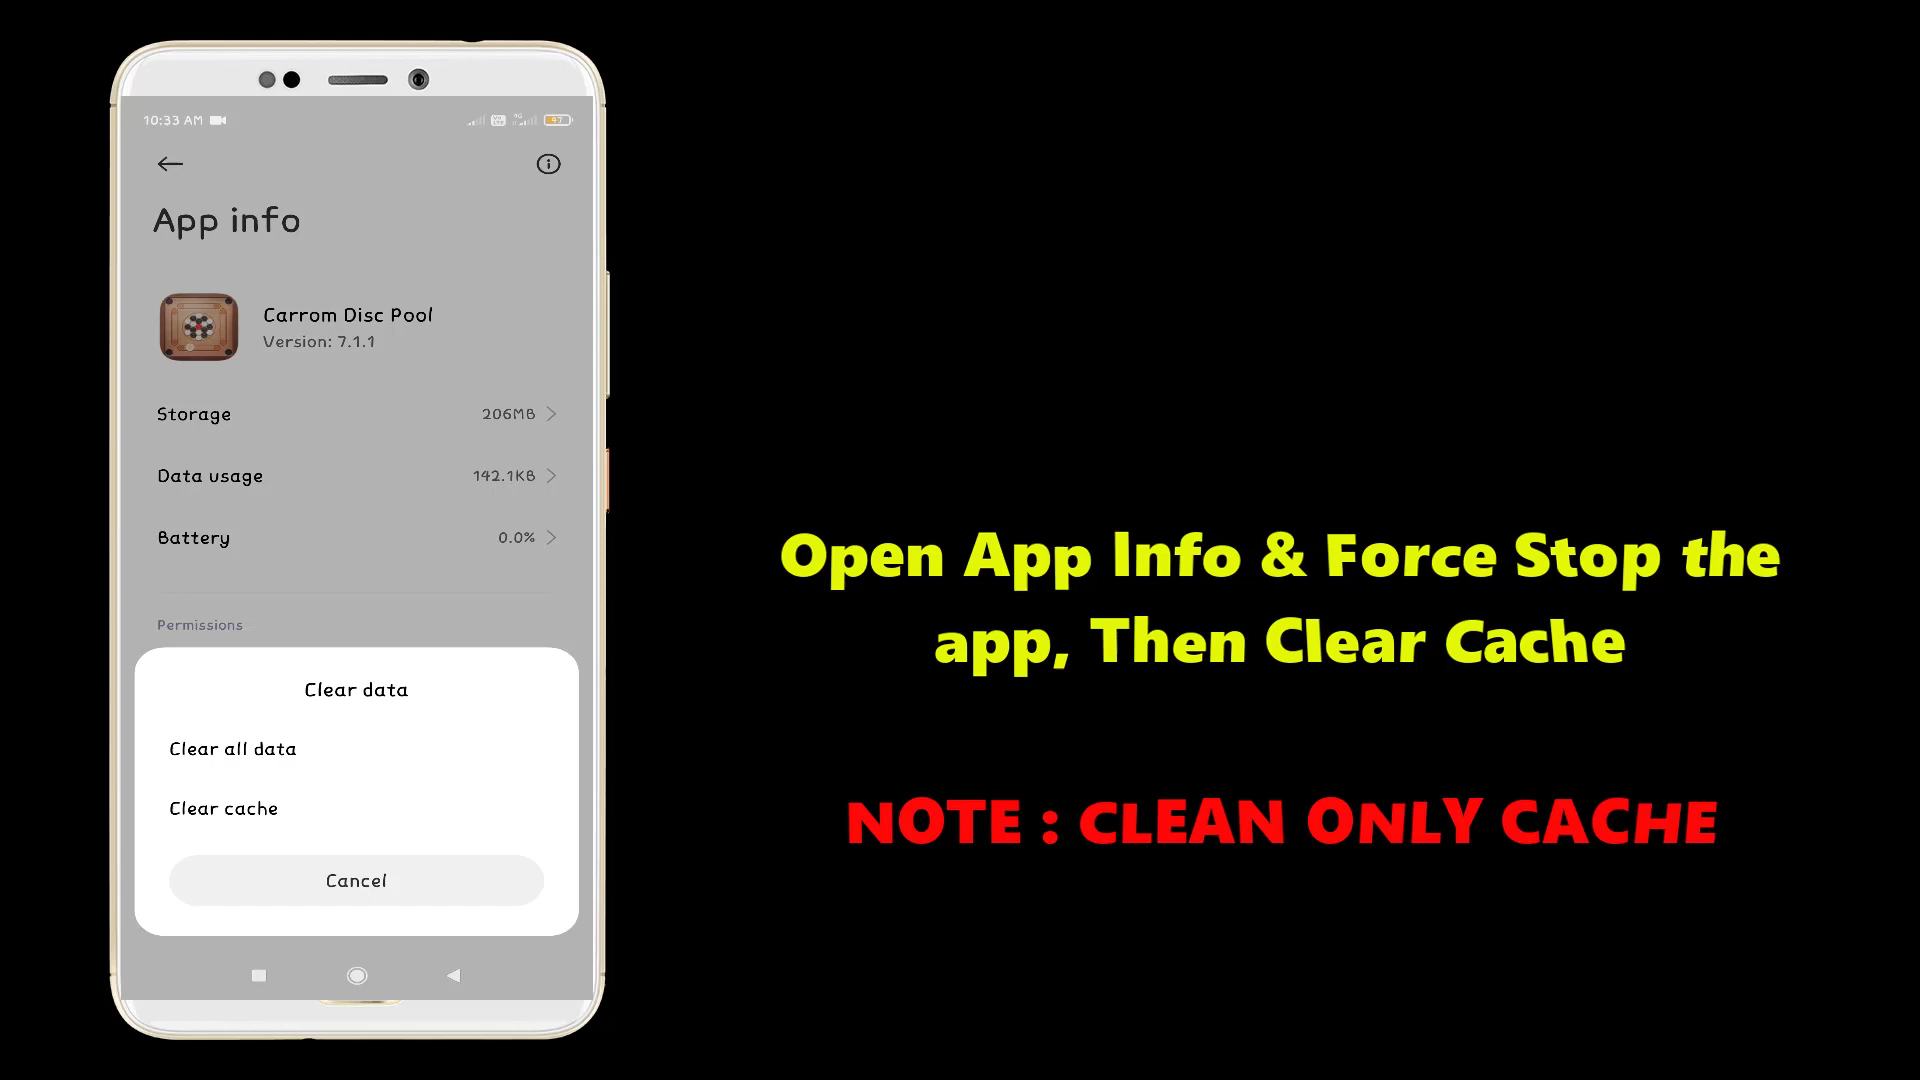 10:33 AM
47
App info
Carrom Disc Pool
Version: 7.1.1
Storage 206MB
Data usage 142.1KB
Battery 0.0%
Permissions
Clear data
Clear all data
Clear cache
Cancel
Open App Info & Force Stop the
app, Then Clear Cache
NOTE : CLEAN ONLY CACHE